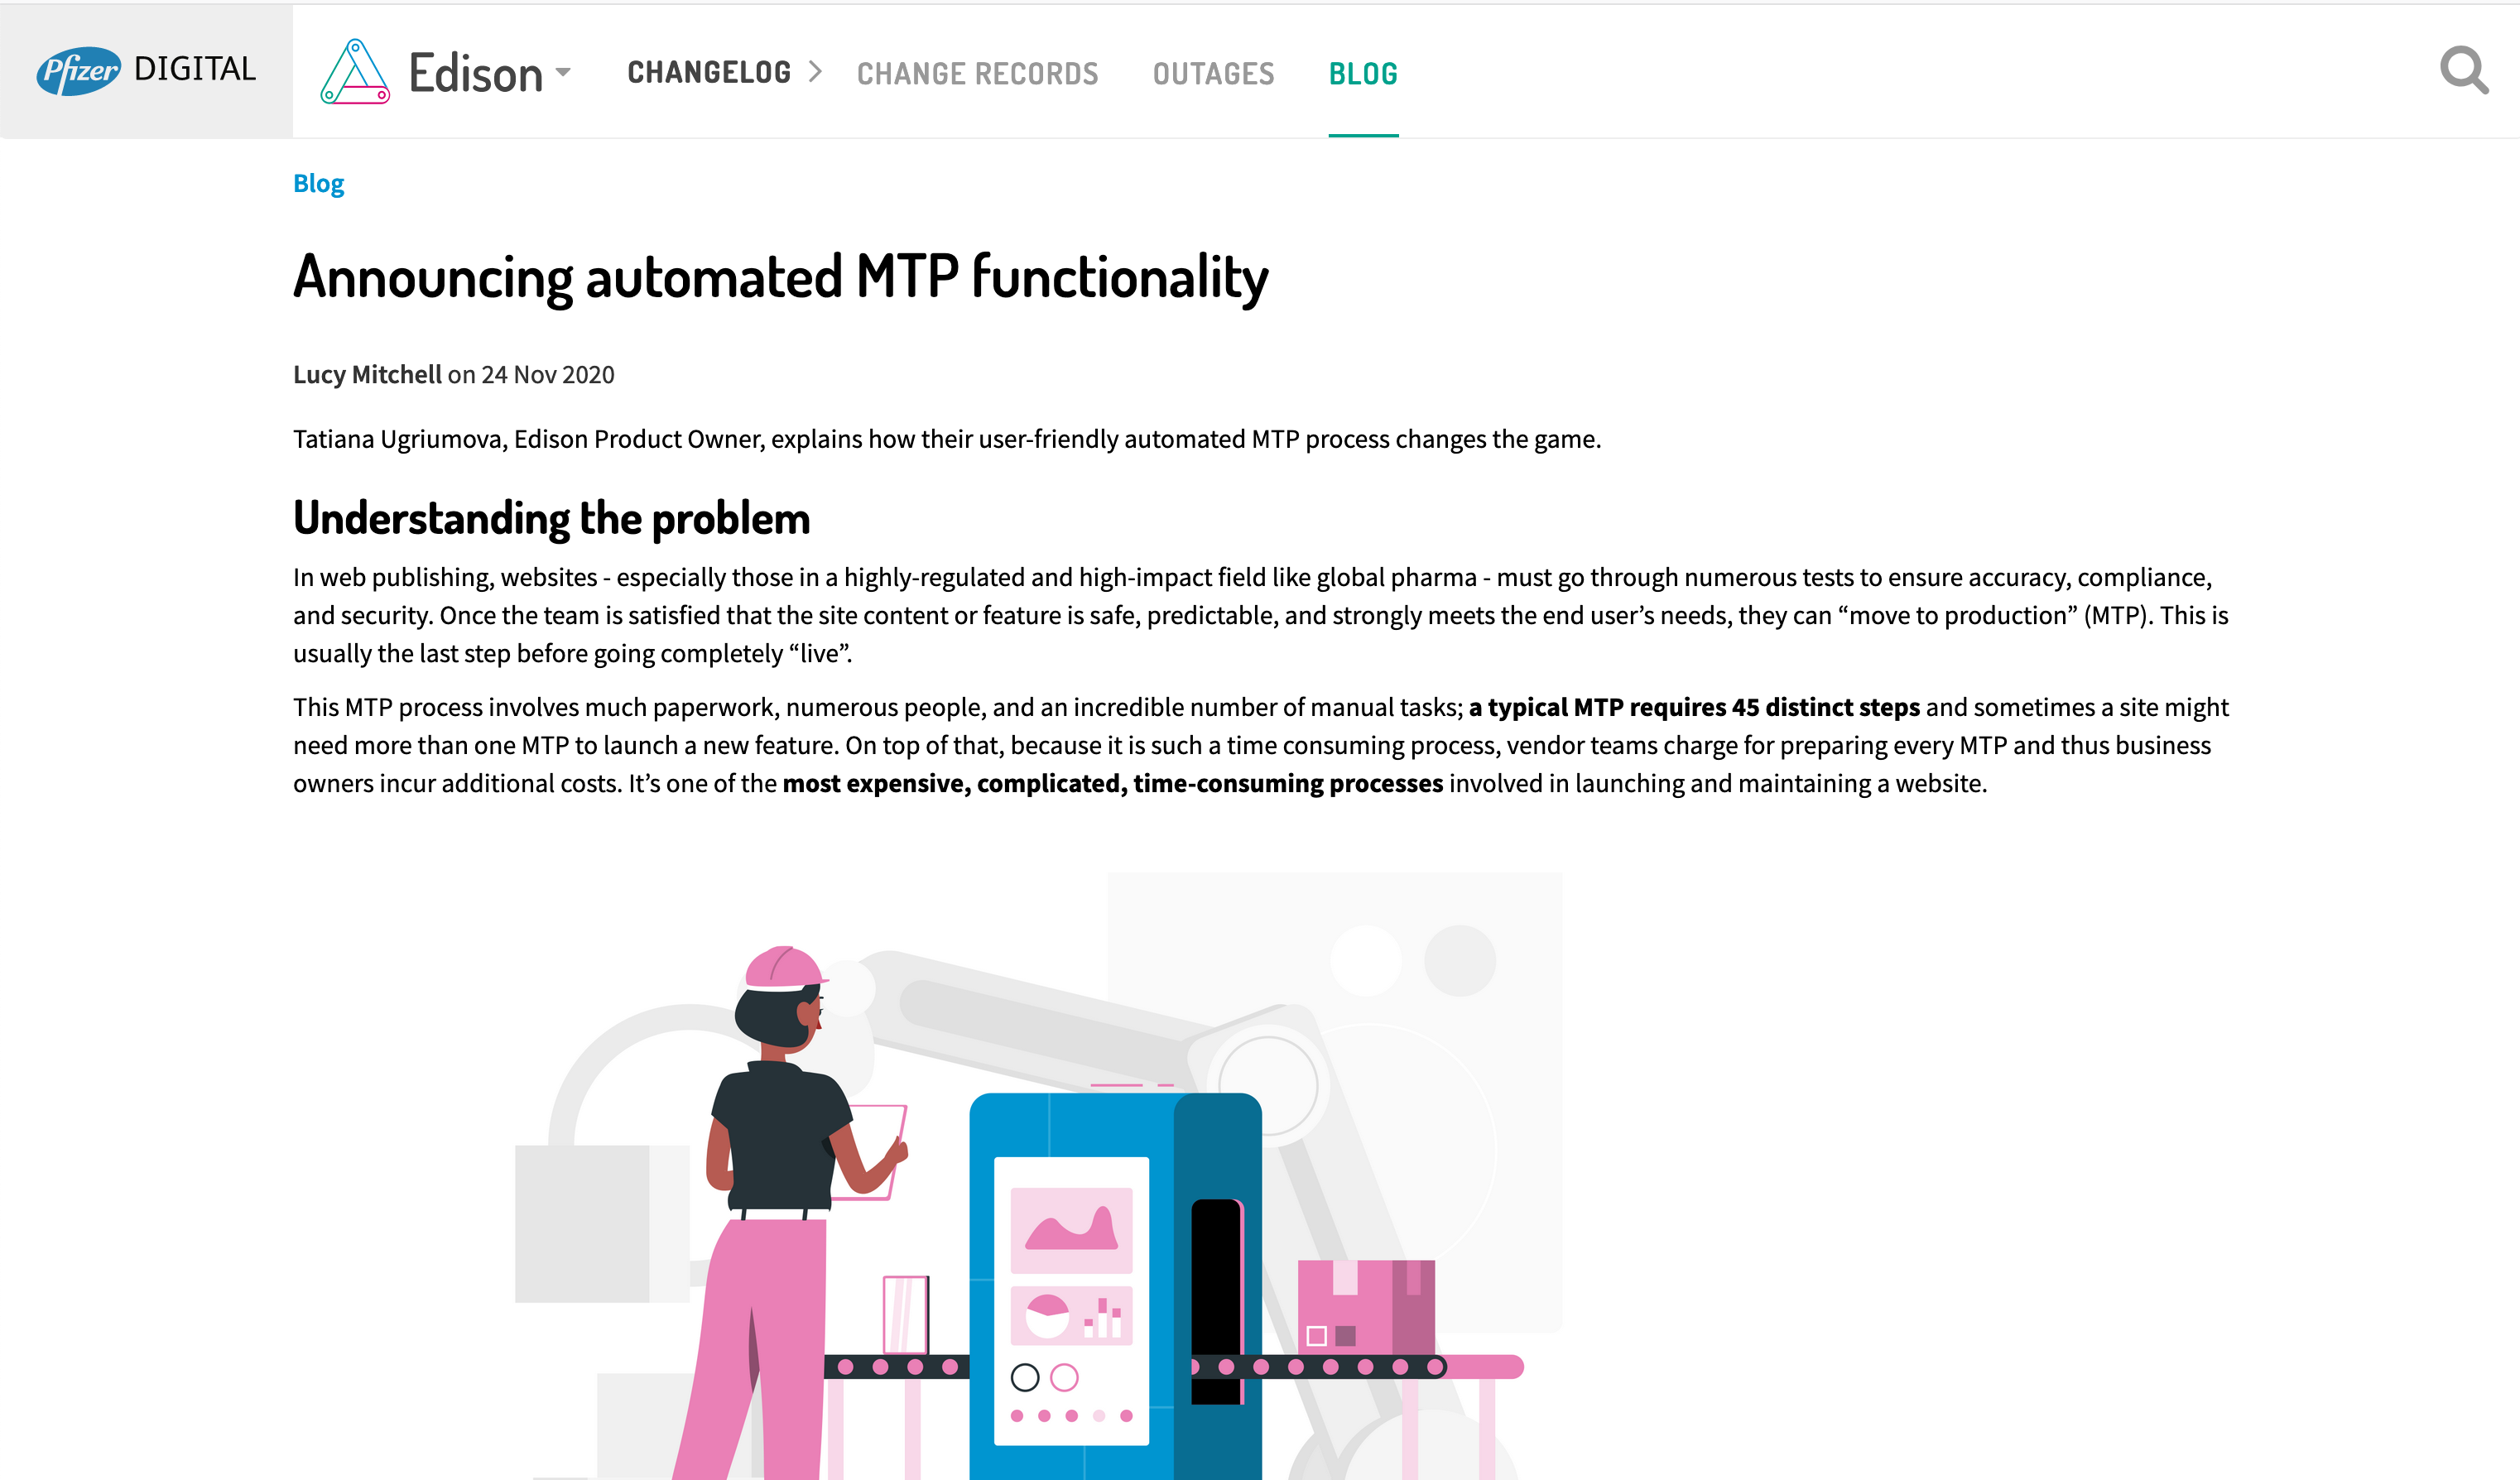 Pfizer DIGITAL
Edison
CHANGELOG
CHANGE RECORDS
OUTAGES
BLOG
Blog
Announcing automated MTP functionality
Lucy Mitchell on 24 Nov 2020
Tatiana Ugriumova, Edison Product Owner, explains how their user-friendly automated MTP process changes the game.
Understanding the problem
In web publishing, websites - especially those in a highly-regulated and high-impact field like global pharma - must go through numerous tests to ensure accuracy, compliance,
and security. Once the team is satisfied that the site content or feature is safe, predictable, and strongly meets the end user’s needs, they can “move to production” (MTP). This is
usually the last step before going completely “live”.
This MTP process involves much paperwork, numerous people, and an incredible number of manual tasks; a typical MTP requires 45 distinct steps and sometimes a site might
need more than one MTP to launch a new feature. On top of that, because it is such a time consuming process, vendor teams charge for preparing every MTP and thus business
owners incur additional costs. It’s one of the most expensive, complicated, time-consuming processes involved in launching and maintaining a website.